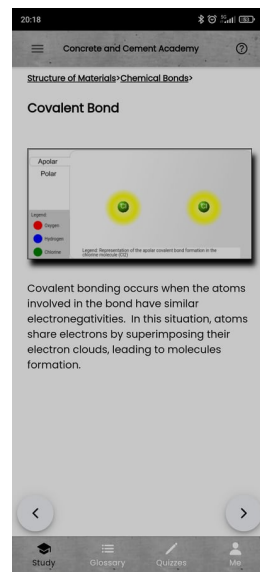 20:18
Concrete and Cement Academy
Structure of Materials>Chemical Bonds>
Covalent Bond
Apolar
Polar
Legend:
Oxygen
Hydrogen
Chlorine
Legend: Representation of the apolar covalent bond formation in the
chlorine molecule (Cl2)
Covalent bonding occurs when the atoms
involved in the bond have similar
electronegativities. In this situation, atoms
share electrons by superimposing their
electron clouds, leading to molecules
formation.
Study
Glossary
Quizzes
Me